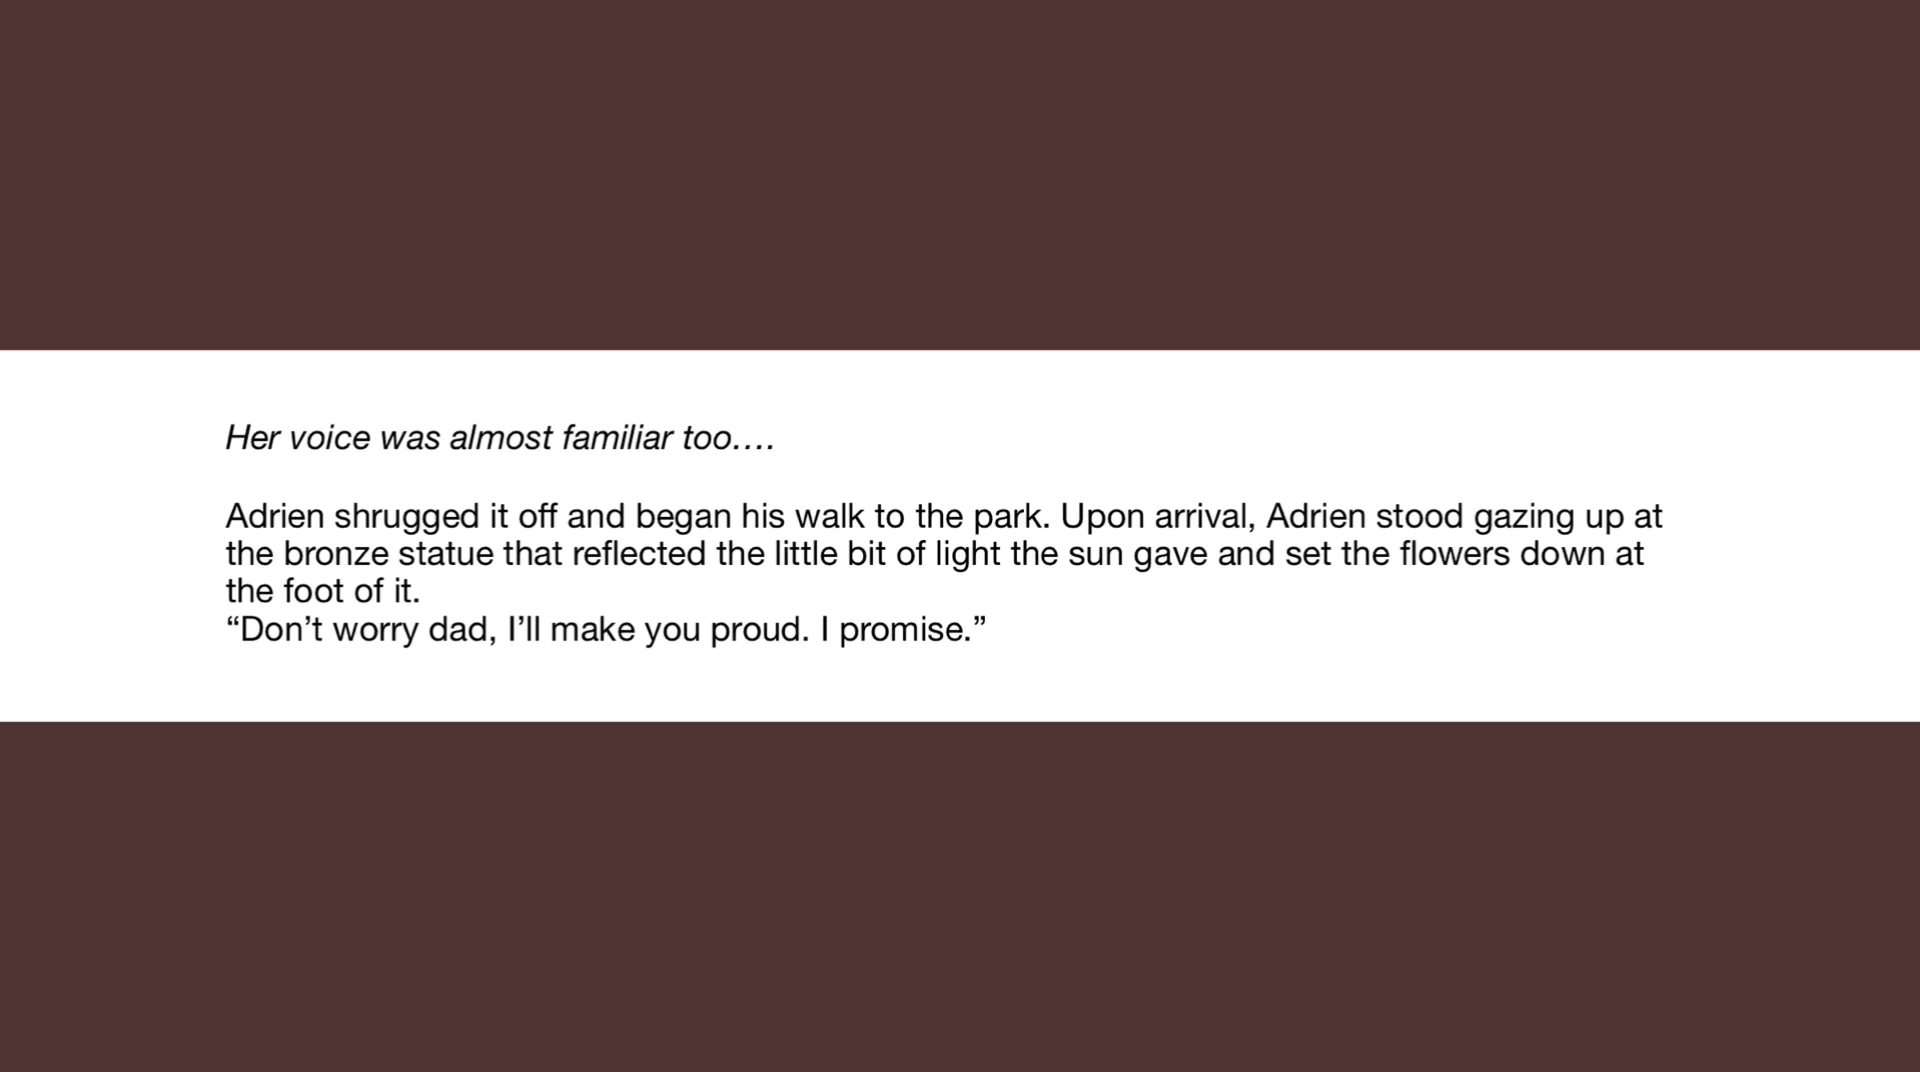 Her voice was almost familiar too….
Adrien shrugged it off and began his walk to the park. Upon arrival, Adrien stood gazing up at
the bronze statue that reflected the little bit of light the sun gave and set the flowers down at
the foot of it.
“Don’t worry dad, I’ll make you proud. I promise.”